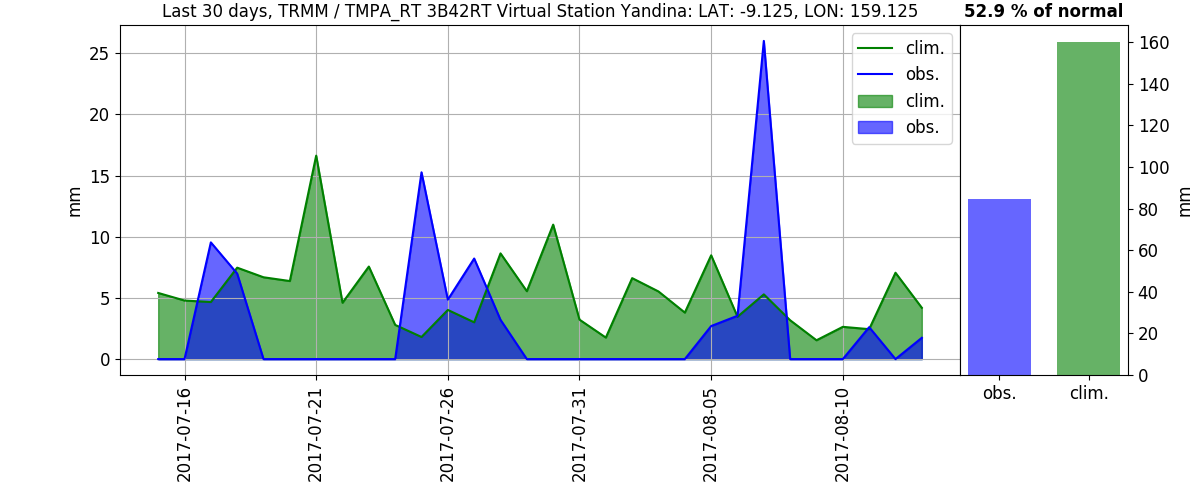 Last 30 days, TRMM / TMPA_RT 3B42RT Virtual Station Yandina: LAT: -9.125, LON: 159.125
52.9 % of normal
mm
25
20
15
10
5
0
2017-07-16
2017-07-21
2017-07-26
2017-07-31
2017-08-05
2017-08-10
clim.
obs.
clim.
obs.
160
140
120
100
80
60
40
20
0
mm
obs.
clim.